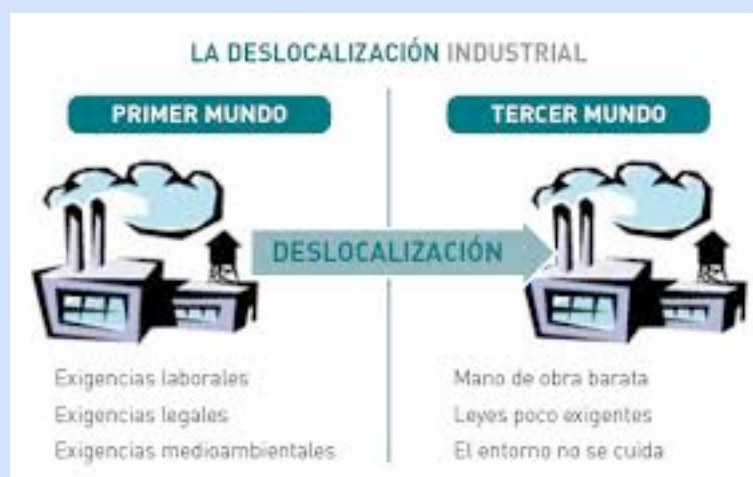 LA DESLOCALIZACIÓN INDUSTRIAL
PRIMER MUNDO
TERCER MUNDO
DESLOCALIZACIÓN
Exigencias laborales
Exigencias legales
Exigencias medioambientales
Mano de obra barata
Leyes poco exigentes
El entorno no se cuida